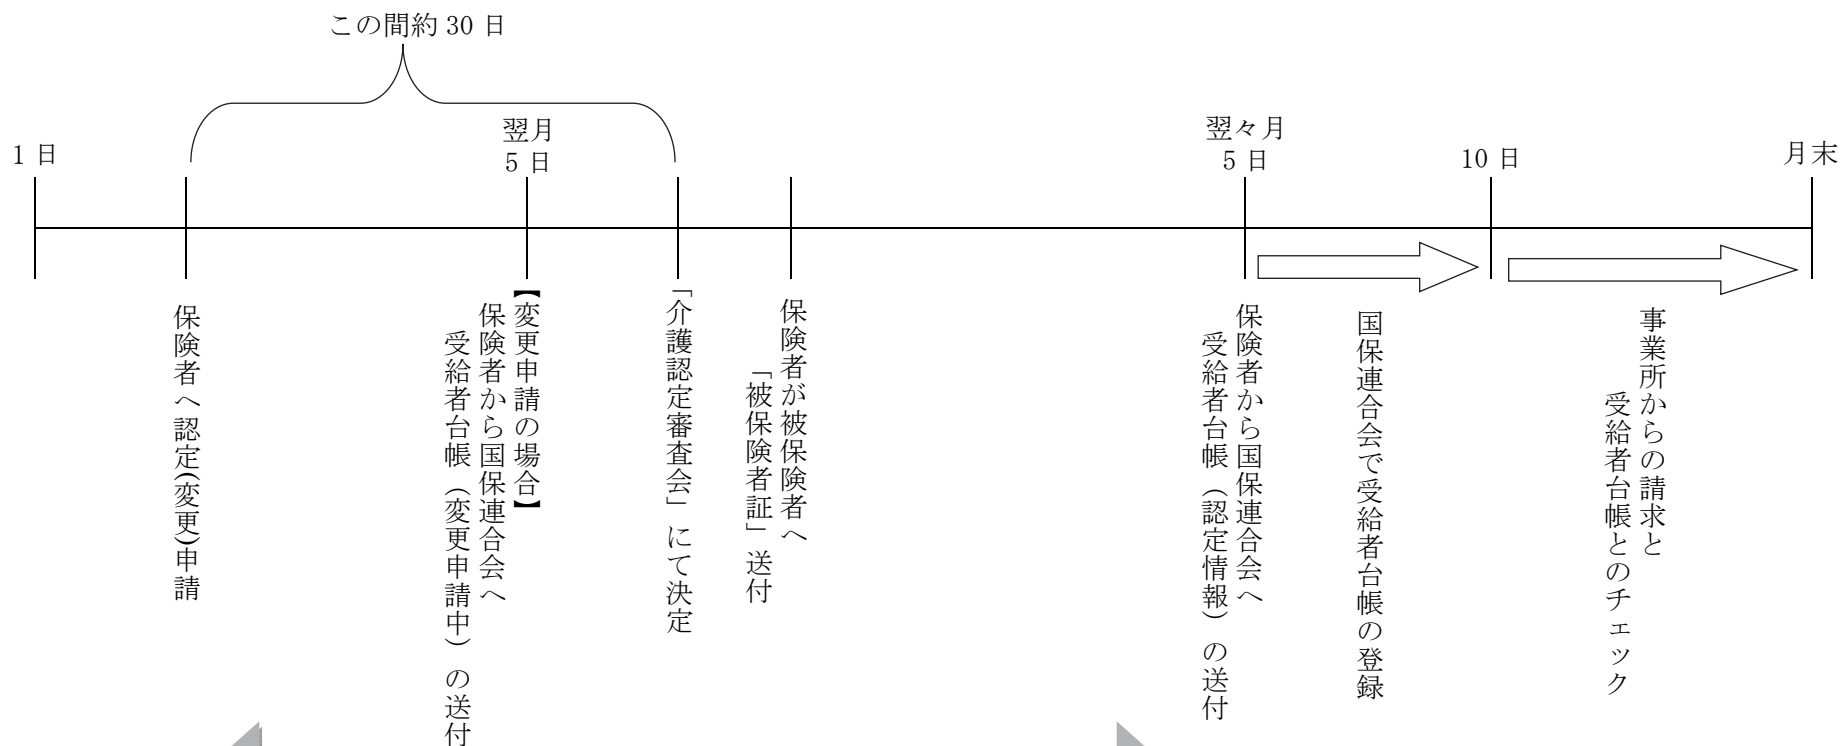 この間約 30 日
1 日
翌月
5 日
翌々月
5 日
10 日
月末
保険者へ認定(変更)申請
【変更申請の場合】
保険者から国保連合会へ
受給者台帳（変更申請中）の送付
「介護認定審査会」にて決定
保険者が被保険者へ
「被保険者証」送付
保険者から国保連合会へ
受給者台帳（認定情報）の送付
国保連合会で受給者台帳の登録
事業所からの請求と
受給者台帳とのチェック